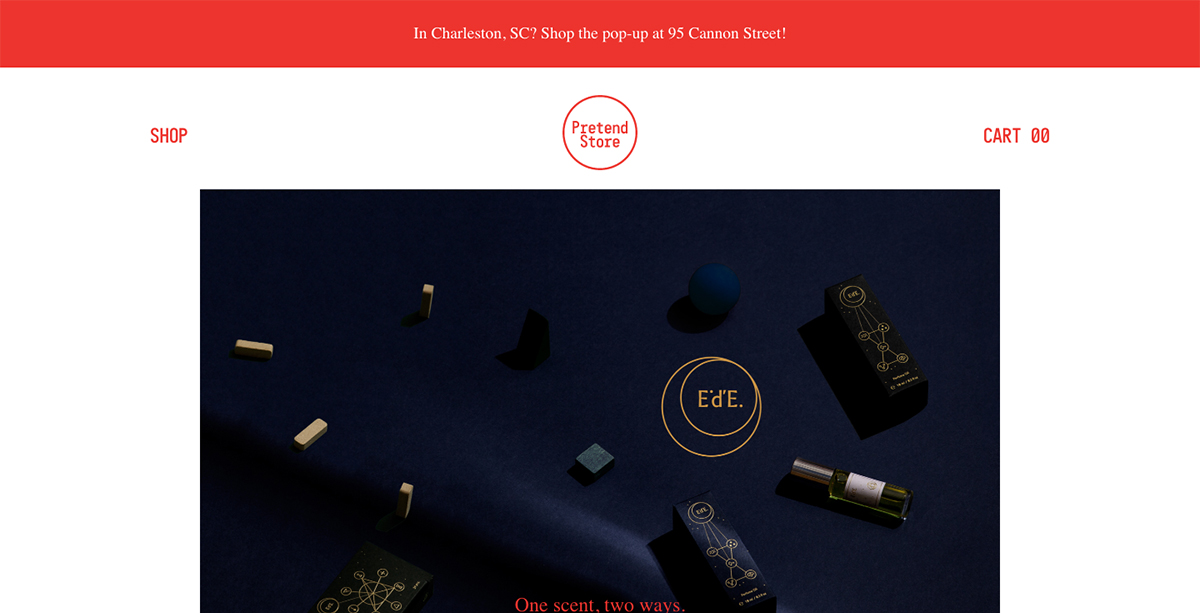 In Charleston, SC? Shop the pop-up at 95 Cannon Street!
SHOP
Pretend
Store
CART 00
E'd'E.
E'd'E.
E'd'E.
One scent, two ways.